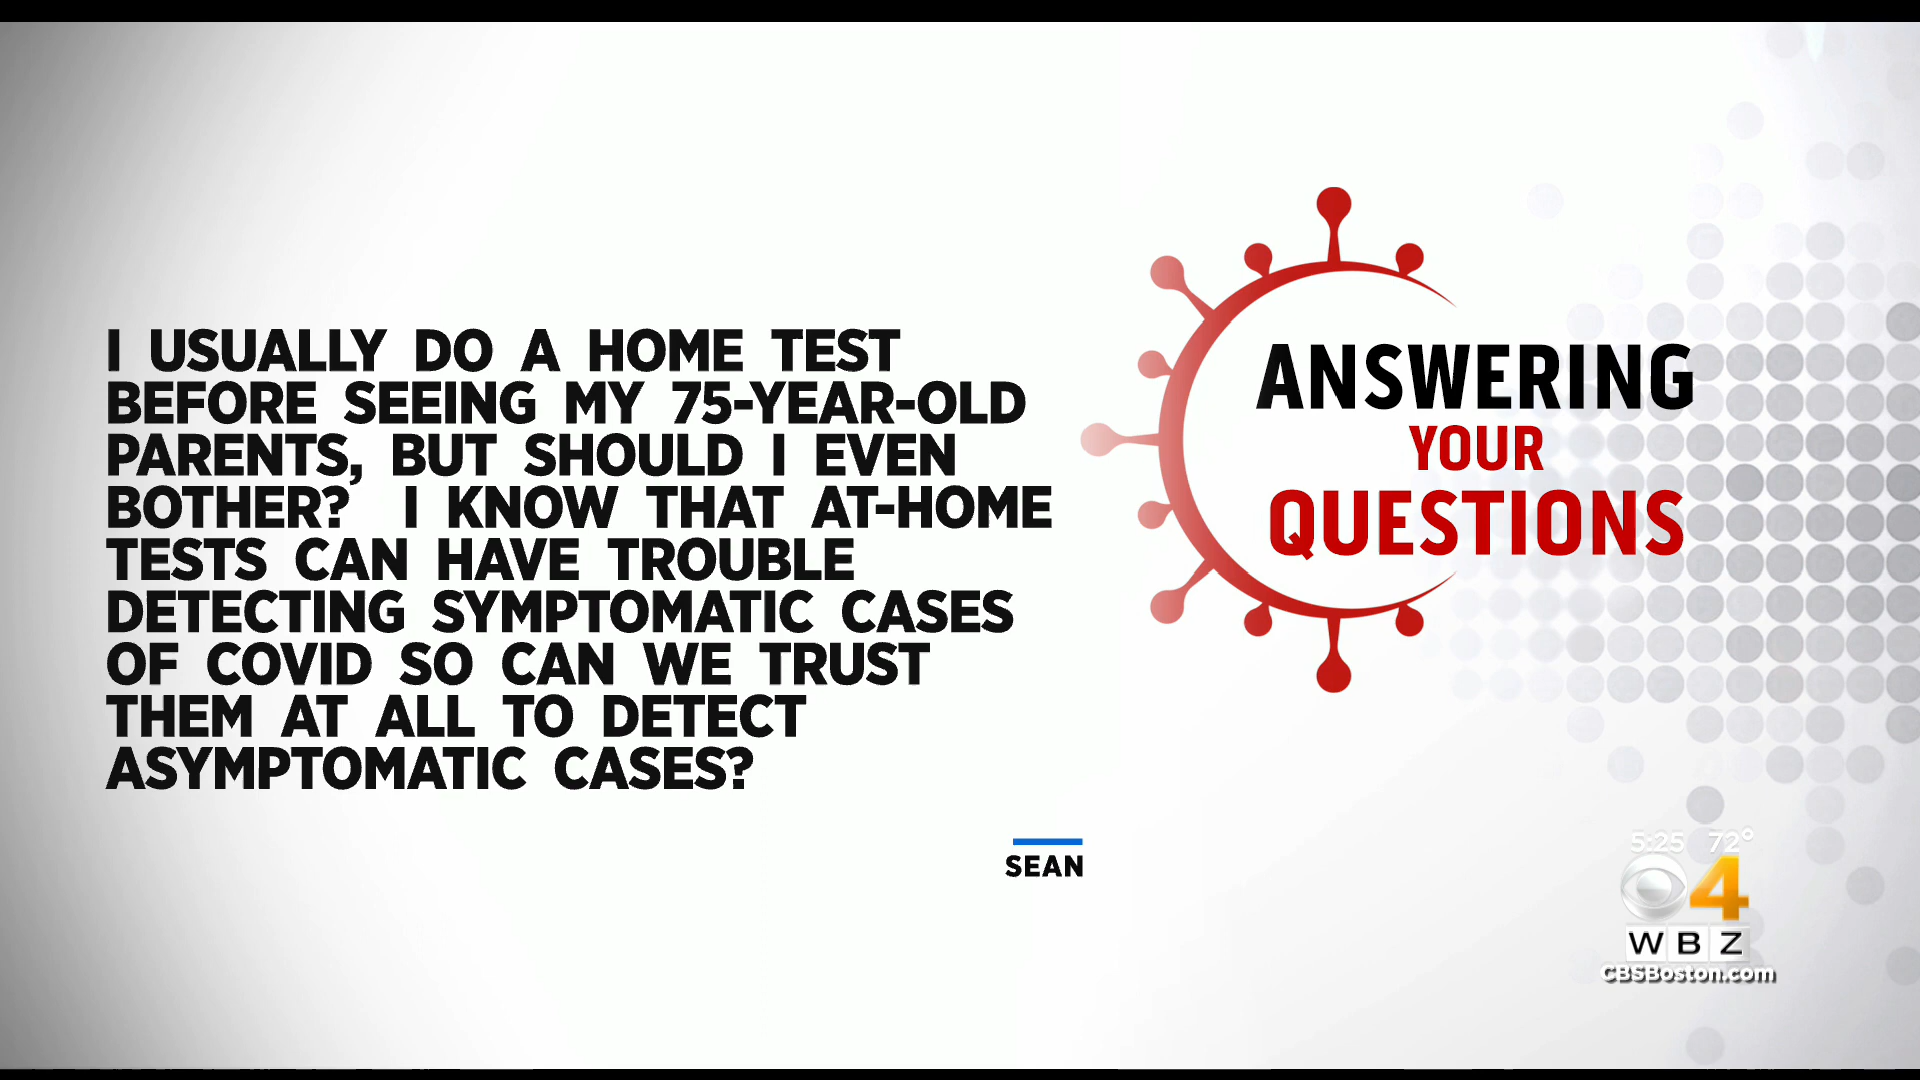 I USUALLY DO A HOME TEST
BEFORE SEEING MY 75-YEAR-OLD
PARENTS, BUT SHOULD I EVEN
BOTHER? I KNOW THAT AT-HOME
TESTS CAN HAVE TROUBLE
DETECTING SYMPTOMATIC CASES
OF COVID SO CAN WE TRUST
THEM AT ALL TO DETECT
ASYMPTOMATIC CASES?
SEAN
ANSWERING
YOUR
QUESTIONS
5:25 72°
4
WBZ
CBSBoston.com